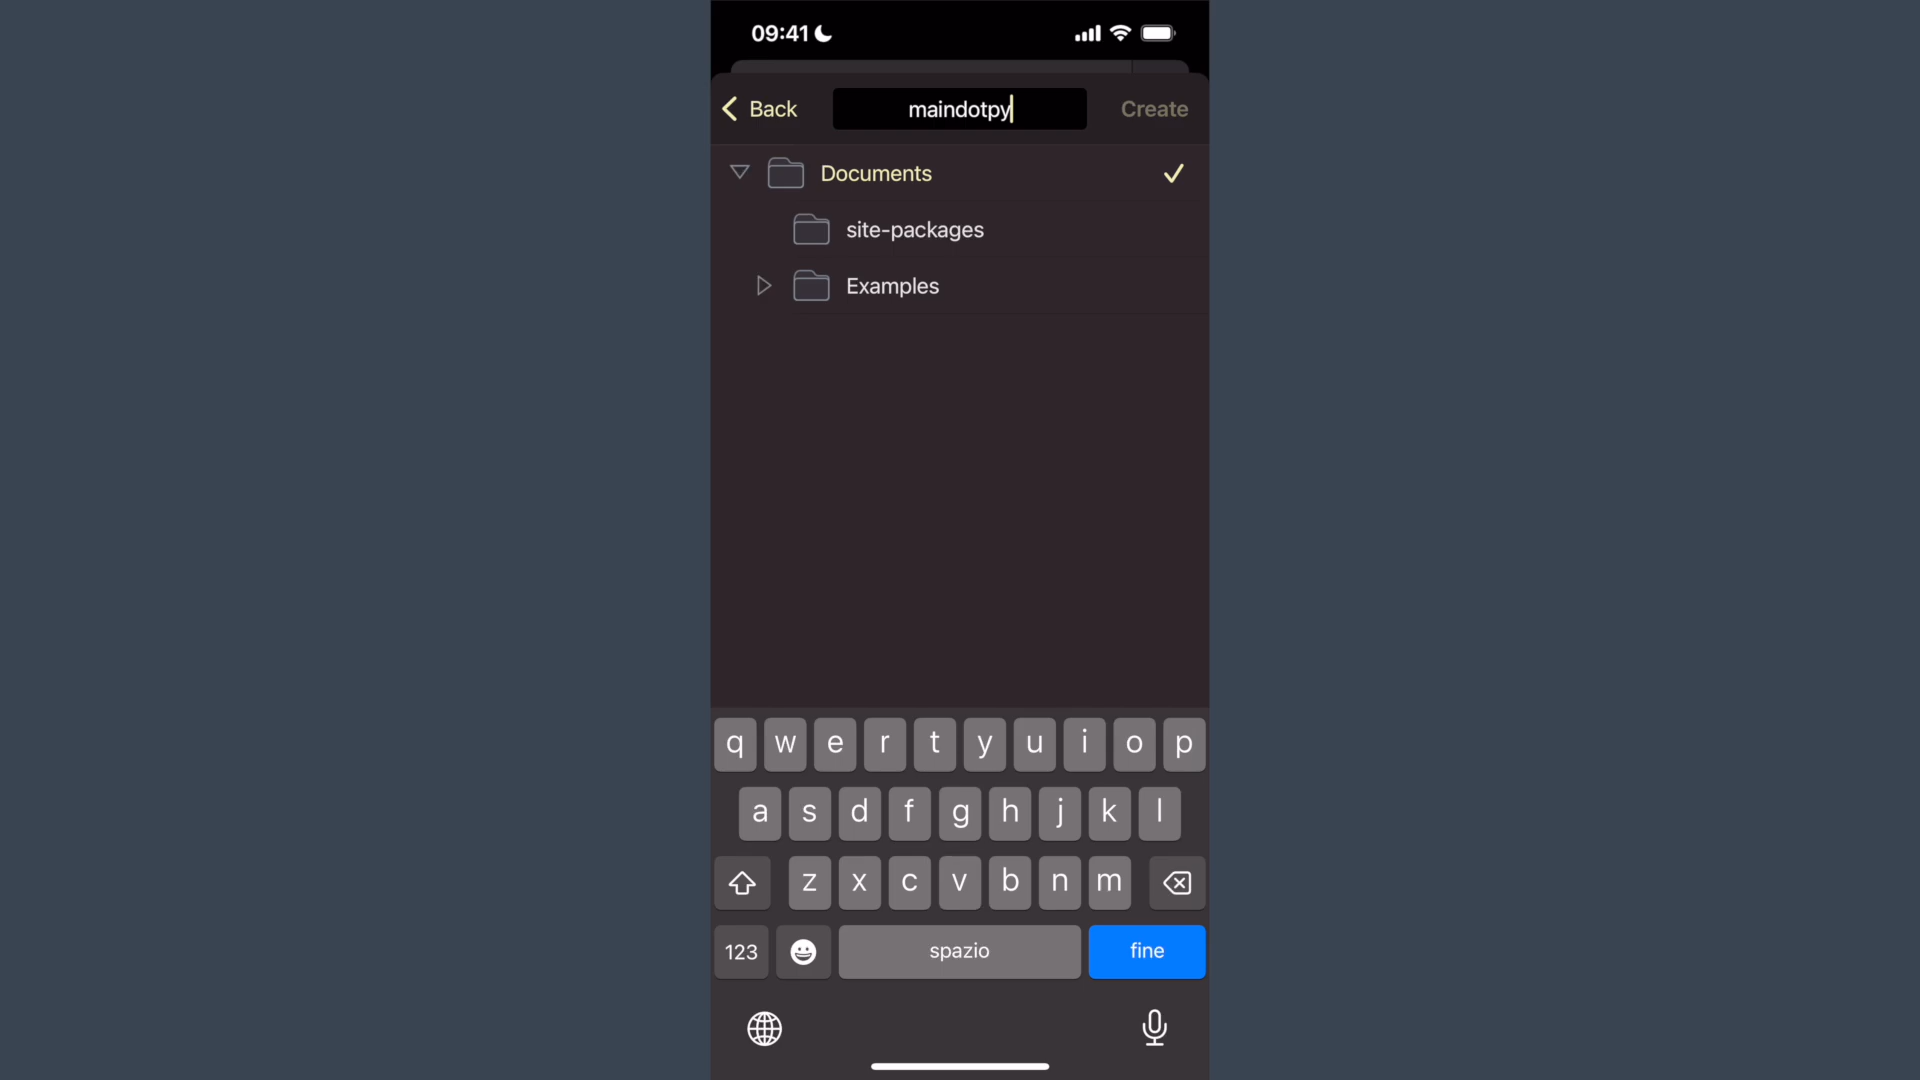 09:41
Back
maindotpy
Create
Documents
site-packages
Examples
q w e r t y u i o p
a s d f g h j k l
z x c v b n m
123
spazio
fine